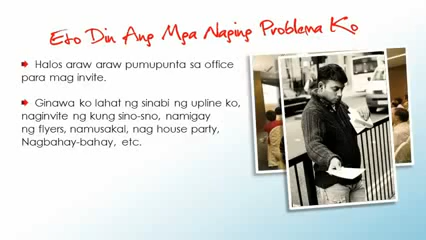 Eto Din Ang Mga Naging Problema Ko
Halos araw araw pumupunta sa office
para mag invite.
Ginawa ko lahat ng sinabi ng upline ko,
naginvite ng kung sino-sno, namigay
ng flyers, namusakal, nag house party,
Nagbahay-bahay, etc.